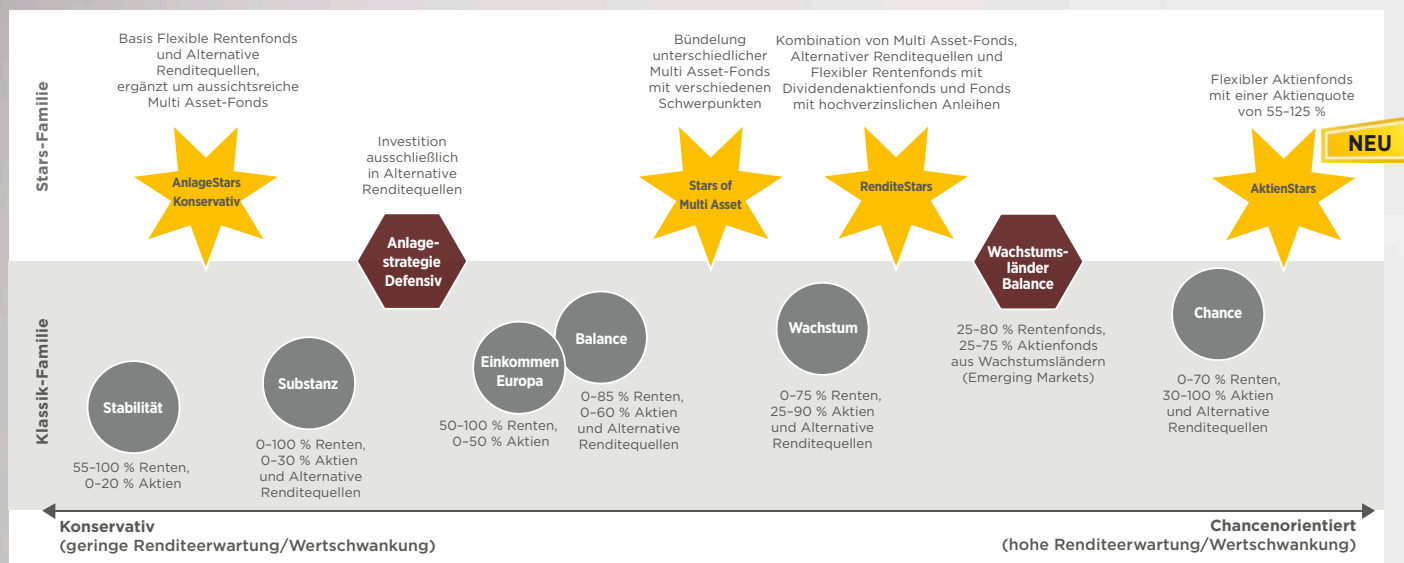 Stars-Familie
Basis Flexible Rentenfonds
und Alternative
Renditequellen,
ergänzt um aussichtsreiche
Multi Asset-Fonds
AnlageStars
Konservativ
Investition
ausschließlich
in Alternative
Renditequellen
Anlage-
strategie
Defensiv
Bündelung
unterschiedlicher
Multi Asset-Fonds
mit verschiedenen
Schwerpunkten
Stars of
Multi Asset
Kombination von Multi Asset-Fonds,
Alternativer Renditequellen und
Flexibler Rentenfonds mit
Dividendenaktienfonds und Fonds
mit hochverzinslichen Anleihen
RenditeStars
Wachstums-
länder
Balance
25–80 % Rentenfonds,
25–75 % Aktienfonds
aus Wachstumsländern
(Emerging Markets)
Flexibler Aktienfonds
mit einer Aktienquote
von 55–125 %
NEU
AktienStars
Klassik-Familie
Stabilität
55–100 % Renten,
0–20 % Aktien
Substanz
0–100 % Renten,
0–30 % Aktien
und Alternative
Renditequellen
Einkommen
Europa
50–100 % Renten,
0–50 % Aktien
Balance
0–85 % Renten,
0–60 % Aktien
und Alternative
Renditequellen
Wachstum
0–75 % Renten,
25–90 % Aktien
und Alternative
Renditequellen
Chance
0–70 % Renten,
30–100 % Aktien
und Alternative
Renditequellen
Konservativ
(geringe Renditeerwartung/Wertschwankung)
Chancenorientiert
(hohe Renditeerwartung/Wertschwankung)